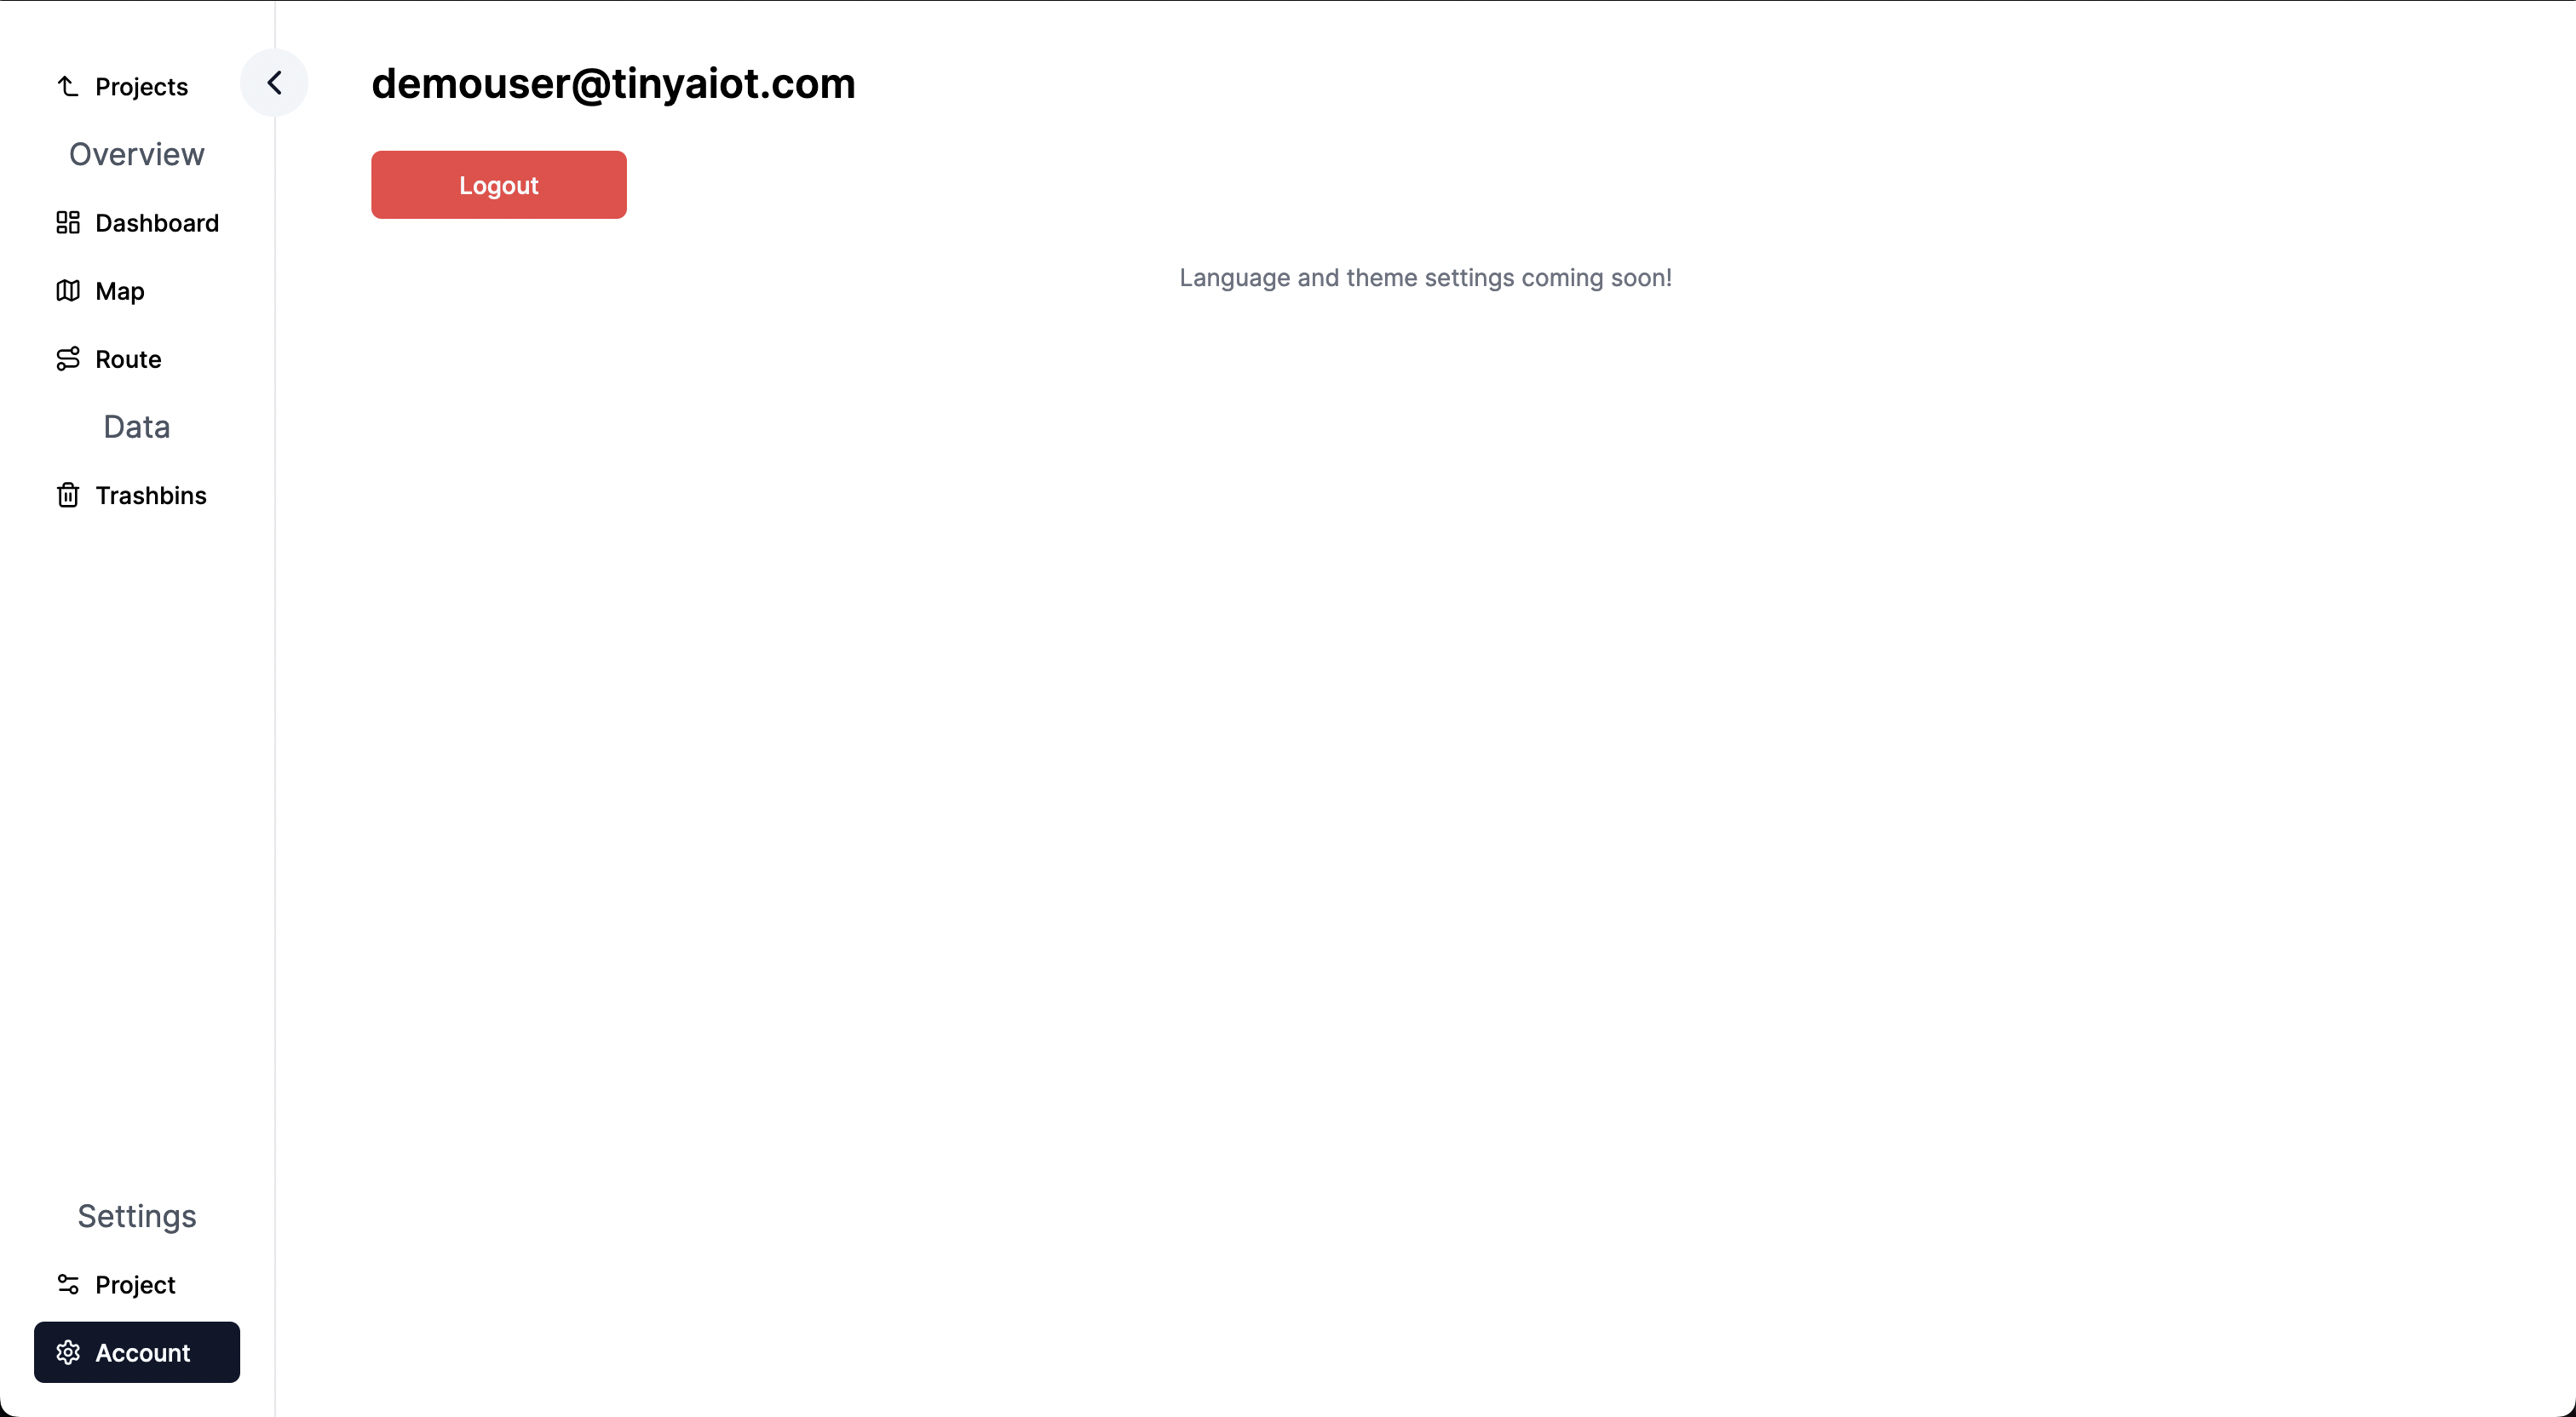 Projects
Overview
Dashboard
Map
Route
Data
Trashbins
Settings
Project
Account
demouser@tinyaiot.com
Logout
Language and theme settings coming soon!